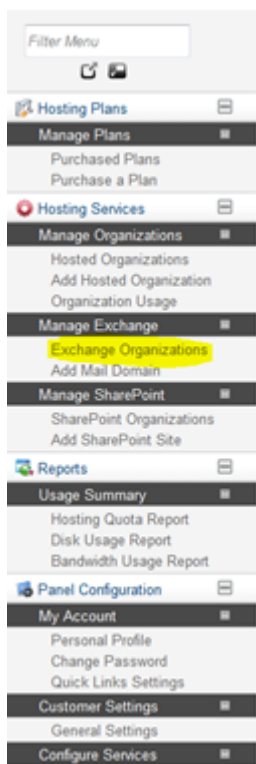 Filter Menu
Hosting Plans
Manage Plans
Purchased Plans
Purchase a Plan
Hosting Services
Manage Organizations
Hosted Organizations
Add Hosted Organization
Organization Usage
Manage Exchange
Exchange Organizations
Add Mail Domain
Manage SharePoint
SharePoint Organizations
Add SharePoint Site
Reports
Usage Summary
Hosting Quota Report
Disk Usage Report
Bandwidth Usage Report
Panel Configuration
My Account
Personal Profile
Change Password
Quick Links Settings
Customer Settings
General Settings
Configure Services